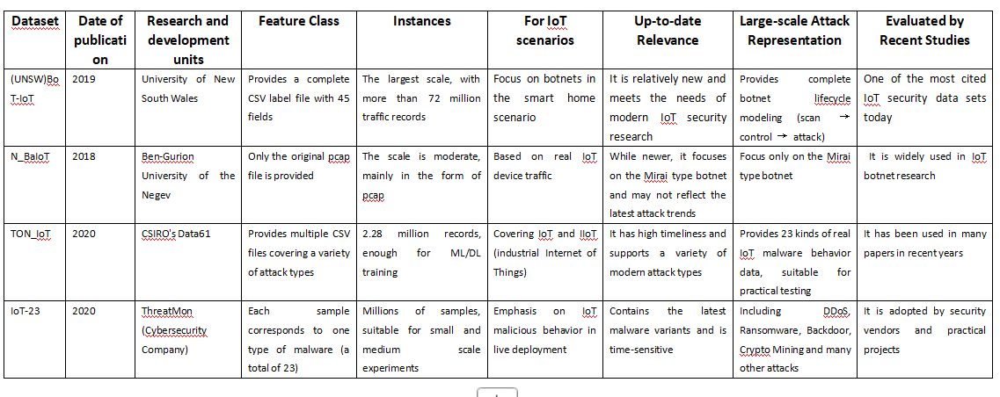 Dataset Date of publicati on Research and development units Feature Class Instances For IoT scenarios Up-to-date Relevance Large-scale Attack Representation Evaluated by Recent Studies
(UNSW)Bo T-IoT
2019
University of New
South Wales
Provides a complete
CSV label file with 45
fields
The largest scale, with
more than 72 million
traffic records
Focus on botnets in
the smart home
scenario
It is relatively new and
meets the needs of
modern IoT security
research
Provides complete
botnet lifecycle
modeling (scan →
control → attack)
One of the most cited
IoT security data sets
today
N_BaIoT
2018
Ben-Gurion
University of the
Negev
Only the original pcap
file is provided
The scale is moderate,
mainly in the form of
pcap
Based on real IoT
device traffic
While newer, it focuses
on the Mirai type botnet
and may not reflect the
latest attack trends
Focus only on the Mirai
type botnet
It is widely used in IoT
botnet research
TON_IoT
2020
CSIRO's Data61
Provides multiple CSV
files covering a variety
of attack types
2.28 million records,
enough for ML/DL
training
Covering IoT and IIoT
(industrial Internet of
Things)
It has high timeliness and
supports a variety of
modern attack types
Provides 23 kinds of real
IoT malware behavior
data, suitable for
practical testing
It has been used in many
papers in recent years
IoT-23
2020
ThreatMon
(Cybersecurity
Company)
Each sample
corresponds to one
type of malware (a
total of 23)
Millions of samples,
suitable for small and
medium scale
experiments
Emphasis on IoT
malicious behavior in
live deployment
Contains the latest
malware variants and is
time-sensitive
Including DDoS,
Ransomware, Backdoor,
Crypto Mining and many
other attacks
It is adopted by security
vendors and practical
projects